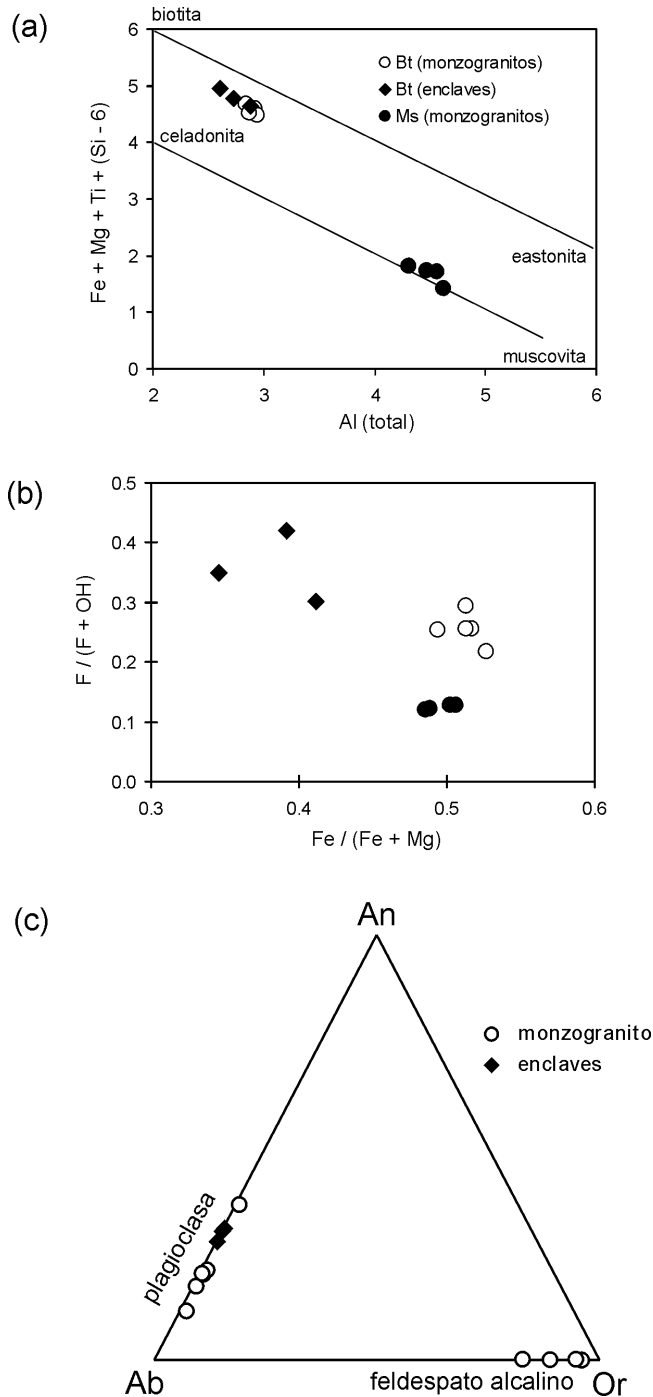 (a)
biotita
6
5
4
3
2
1
0
Fe + Mg + Ti + (Si - 6)
Bt (monzogranitos)
Bt (enclaves)
Ms (monzogranitos)
celadonita
eastonita
muscovita
2 3 4 5 6
Al (total)
(b)
0.5
0.4
0.3
0.2
0.1
0.0
F / (F + OH)
0.3 0.4 0.5 0.6
Fe / (Fe + Mg)
(c)
An
monzogranito
enclaves
plagioclasa
feldespato alcalino
Ab Or